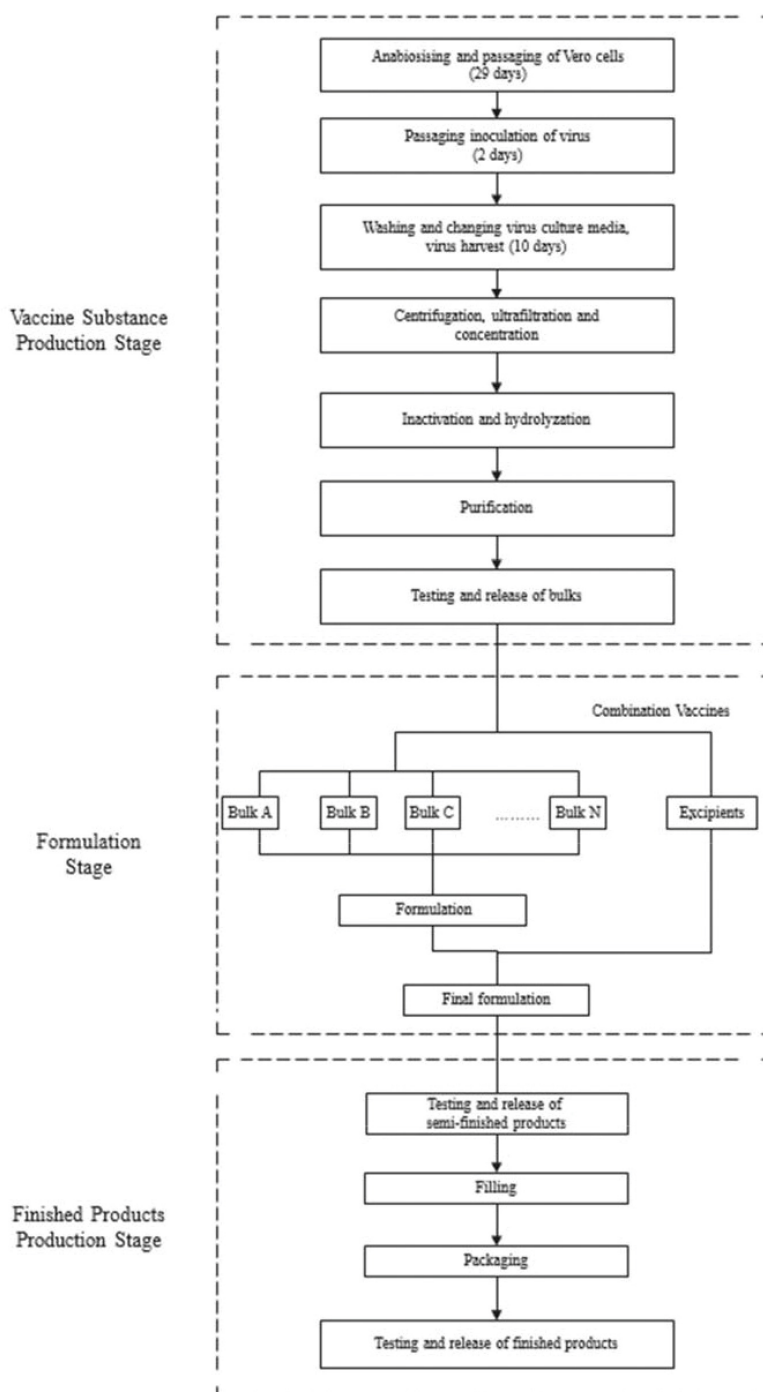 Anabiosising and passaging of Vero cells
(29 days)
Passaging inoculation of virus
(2 days)
Washing and changing virus culture media,
virus harvest (10 days)
Vaccine Substance
Production Stage
Centrifugation, ultrafiltration and
concentration
Inactivation and hydrolyzation
Purification
Testing and release of bulks
Combination Vaccines
Bulk A
Bulk B
Bulk C
.........
Bulk N
Excipients
Formulation
Stage
Formulation
Final formulation
Testing and release of
semi-finished products
Filling
Finished Products
Production Stage
Packaging
Testing and release of finished products